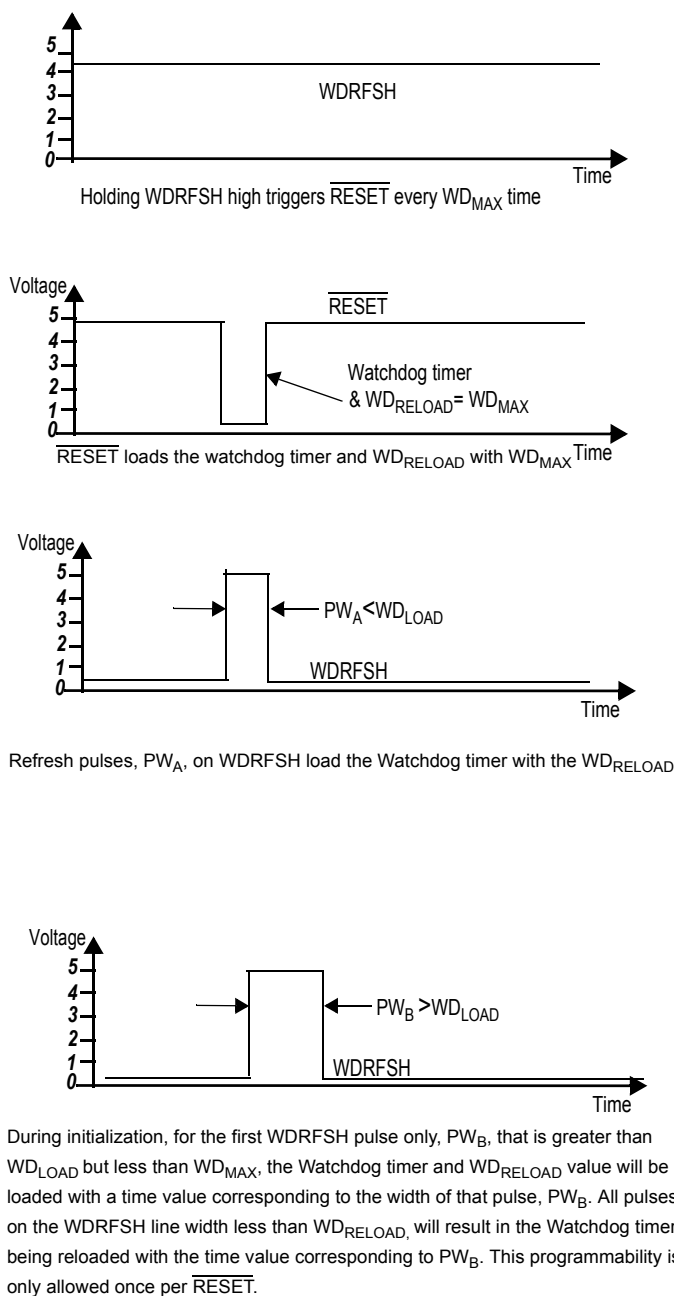 5
4
3
2
1
0
WDRFSH
Time
Holding WDRFSH high triggers RESET every WDMAX time
Voltage
5
4
3
2
1
0
RESET
Watchdog timer
& WDRELOAD= WDMAX
Time
RESET loads the watchdog timer and WDRELOAD with WDMAX
Voltage
5
4
3
2
1
0
PWA<WDLOAD
WDRFSH
Time
Refresh pulses, PWA, on WDRFSH load the Watchdog timer with the WDRELOAD
Voltage
5
4
3
2
1
0
PWB >WDLOAD
WDRFSH
Time
During initialization, for the first WDRFSH pulse only, PWB, that is greater than
WDLOAD but less than WDMAX, the Watchdog timer and WDRELOAD value will be
loaded with a time value corresponding to the width of that pulse, PWB. All pulses
on the WDRFSH line width less than WDRELOAD, will result in the Watchdog timer
being reloaded with the time value corresponding to PWB. This programmability is
only allowed once per RESET.